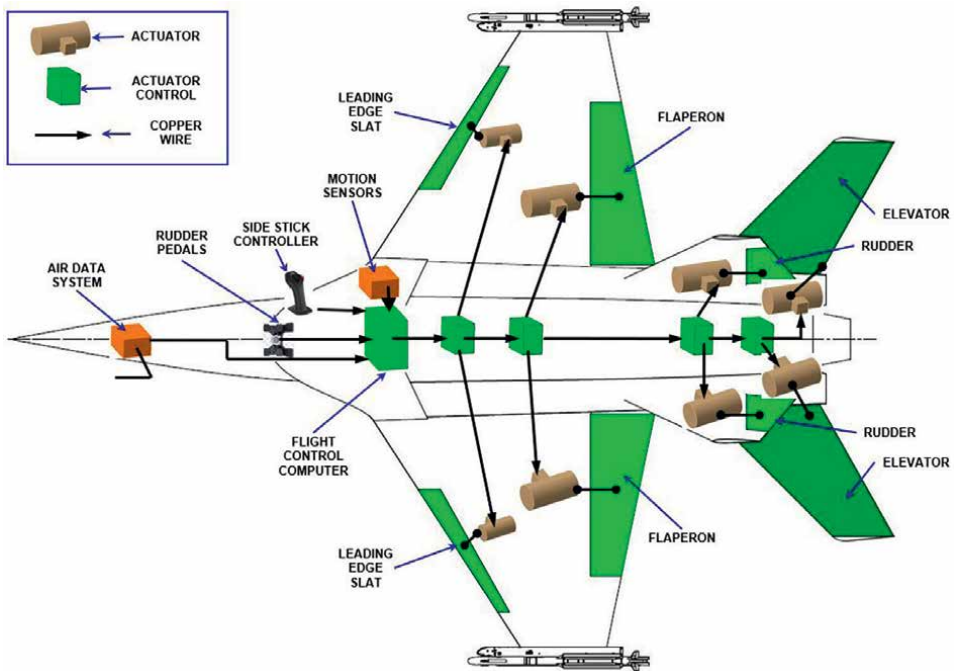 ACTUATOR
ACTUATOR
CONTROL
COPPER
WIRE
LEADING
EDGE
SLAT
FLAPERON
MOTION
SENSORS
SIDE STICK
CONTROLLER
RUDDER
PEDALS
AIR DATA
SYSTEM
ELEVATOR
RUDDER
FLIGHT
CONTROL
COMPUTER
RUDDER
ELEVATOR
LEADING
EDGE
SLAT
FLAPERON